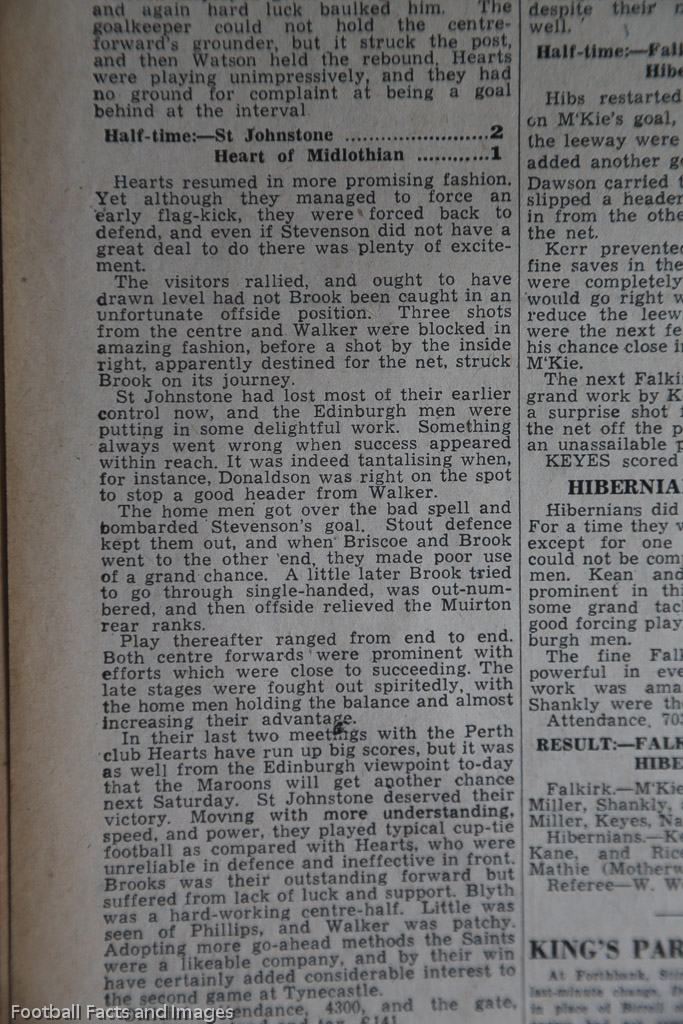 and again hard luck baulked him. The
goalkeeper could not hold the centre-
forward's grounder, but it struck the post,
and then Watson held the rebound. Hearts
were playing unimpressively, and they had
no ground for complaint at being a goal
behind at the interval
Half-time:—St Johnstone ........................2
Heart of Midlothian ............1
Hearts resumed in more promising fashion.
Yet although they managed to force an
early flag-kick, they were forced back to
defend, and even if Stevenson did not have a
great deal to do there was plenty of excite-
ment.
The visitors rallied, and ought to have
drawn level had not Brook been caught in an
unfortunate offside position. Three shots
from the centre and Walker were blocked in
amazing fashion, before a shot by the inside
right, apparently destined for the net, struck
Brook on its journey.
St Johnstone had lost most of their earlier
control now, and the Edinburgh men were
putting in some delightful work. Something
always went wrong when success appeared
within reach. It was indeed tantalising when,
for instance, Donaldson was right on the spot
to stop a good header from Walker.
The home men got over the bad spell and
bombarded Stevenson's goal. Stout defence
kept them out, and when Briscoe and Brook
went to the other end, they made poor use
of a grand chance. A little later Brook tried
to go through single-handed, was out-num-
bered, and then offside relieved the Muirton
rear ranks.
Play thereafter ranged from end to end.
Both centre forwards were prominent with
efforts which were close to succeeding. The
late stages were fought out spiritedly, with
the home men holding the balance and almost
increasing their advantage.
In their last two meetings with the Perth
club Hearts have run up big scores, but it was
as well from the Edinburgh viewpoint to-day
that the Maroons will get another chance
next Saturday. St Johnstone deserved their
victory. Moving with more understanding,
speed, and power, they played typical cup-tie
football as compared with Hearts, who were
unreliable in defence and ineffective in front.
Brooks was their outstanding forward but
suffered from lack of luck and support. Blyth
was a hard-working centre-half. Little was
seen of Phillips, and Walker was patchy.
Adopting more go-ahead methods the Saints
were a likeable company, and by their win
have certainly added considerable interest to
the second game at Tynecastle.
4300, and the gate,
£141
despite their
well.
Half-time:—Fal
Hibe
Hibs restarted
on M'Kie's goal,
the leeway were
added another g
Dawson carried t
slipped a header
in from the othe
the net.
Kerr prevented
fine saves in the
were completely
would go right w
reduce the leew
were the next fe
his chance close i
M'Kie.
The next Falki
grand work by K
a surprise shot
the net off the p
an unassailable p
KEYES scored
HIBERNIA
Hibernians did
For a time they
except for one
could not be com
men. Kean and
prominent in th
some grand tac
good forcing play
burgh men.
The fine Fal
powerful in eve
work was ama
Shankly were th
Attendance, 703
RESULT:—FALK
HIBE
Falkirk.—M'Kie
Miller, Shankly,
Miller, Keyes, Na
Hibernians.—Ke
Kane, and Rice
Mathie (Motherw
Referee—W. W
KING'S PAR
At Forthbank,
last-minute change,
in place of
Football Facts and Images